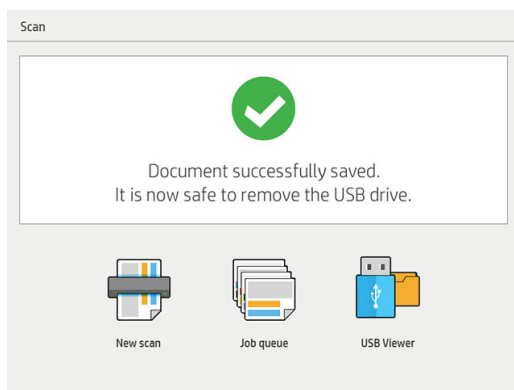 Scan
Document successfully saved.
It is now safe to remove the USB drive.
New scan
Job queue
USB Viewer